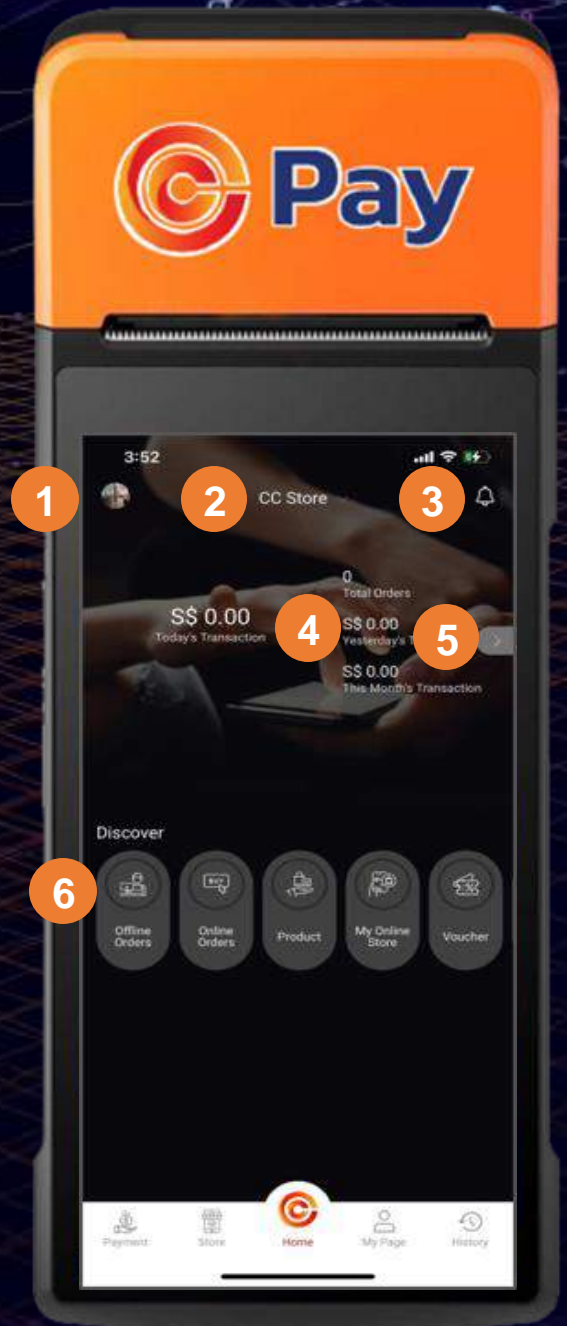 C Pay
3:52
1
2
CC Store
3
0
Total Orders
S$ 0.00
Today's Transaction
4
S$ 0.00
Yesterday's T
5
S$ 0.00
This Month's Transaction
Discover
6
Offline
Orders
BUY
Online
Orders
Product
My Online
Store
Voucher
Payment
Store
Home
My Page
History